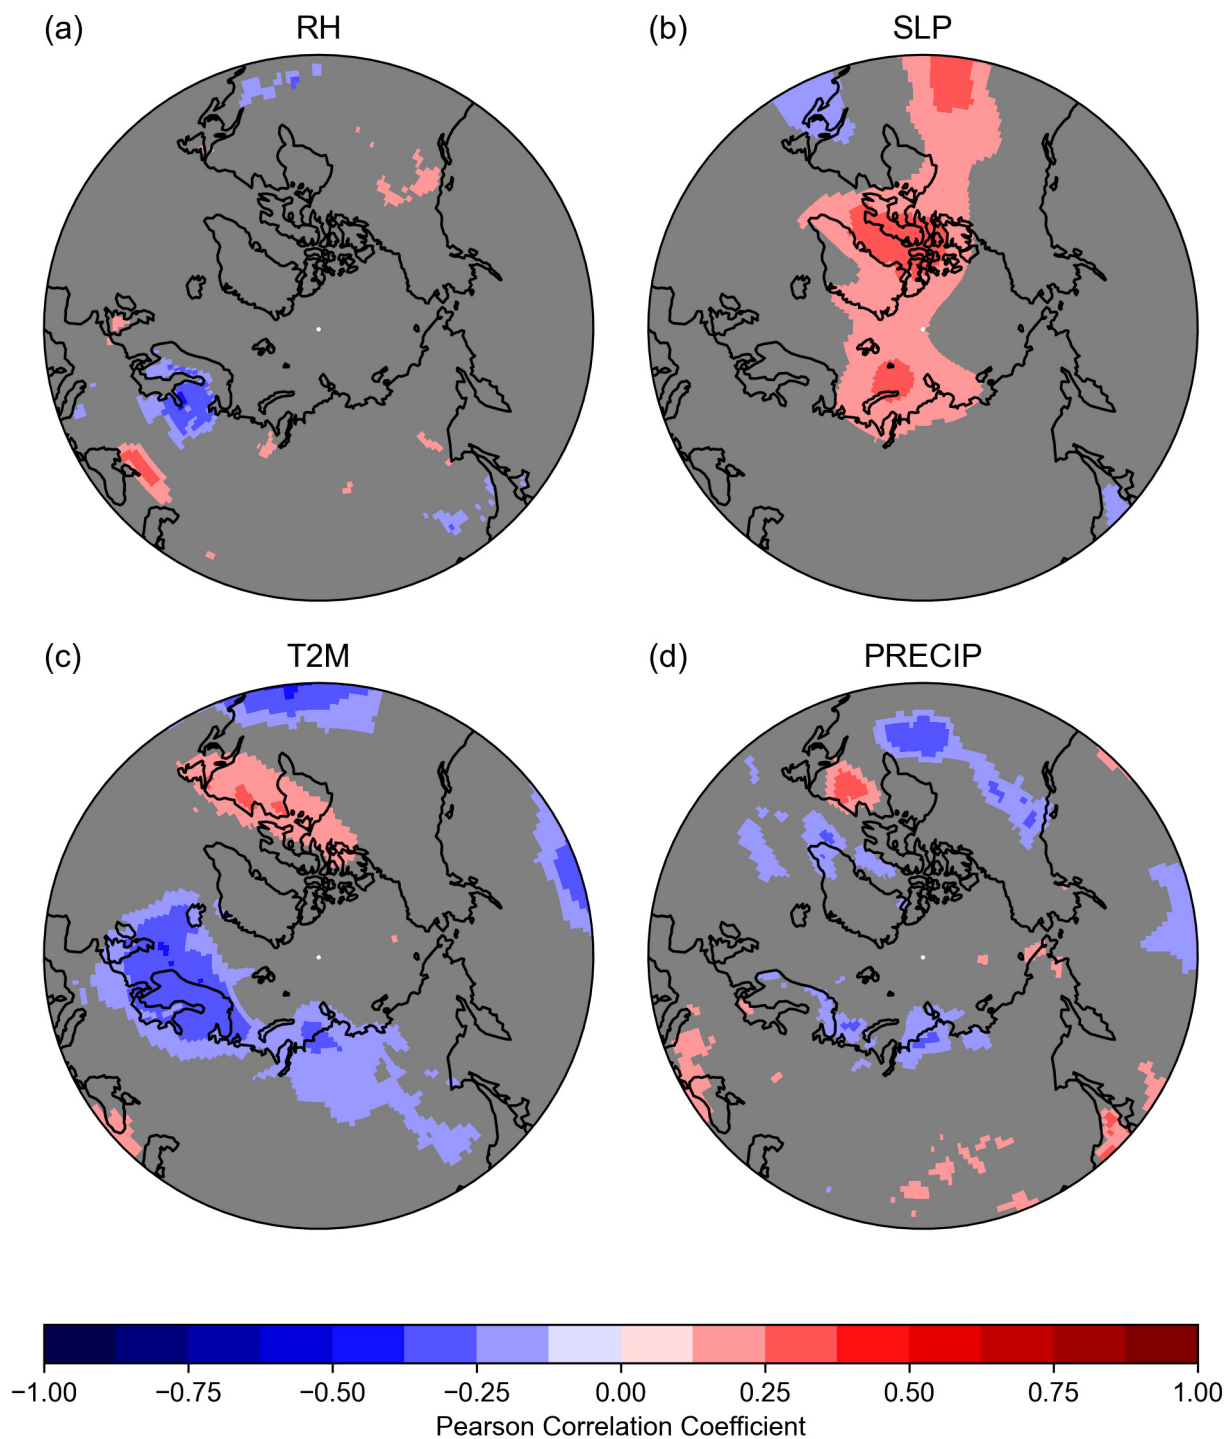 (a) RH
(b) SLP
(c) T2M
(d) PRECIP
−1.00 −0.75 −0.50 −0.25 0.00 0.25 0.50 0.75 1.00
Pearson Correlation Coefficient